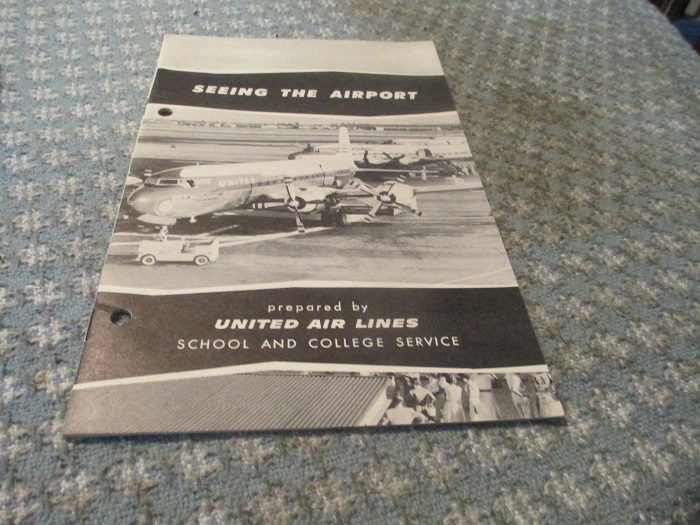 SEEING THE AIRPORT
UNITED
prepared by
UNITED AIR LINES
SCHOOL AND COLLEGE SERVICE